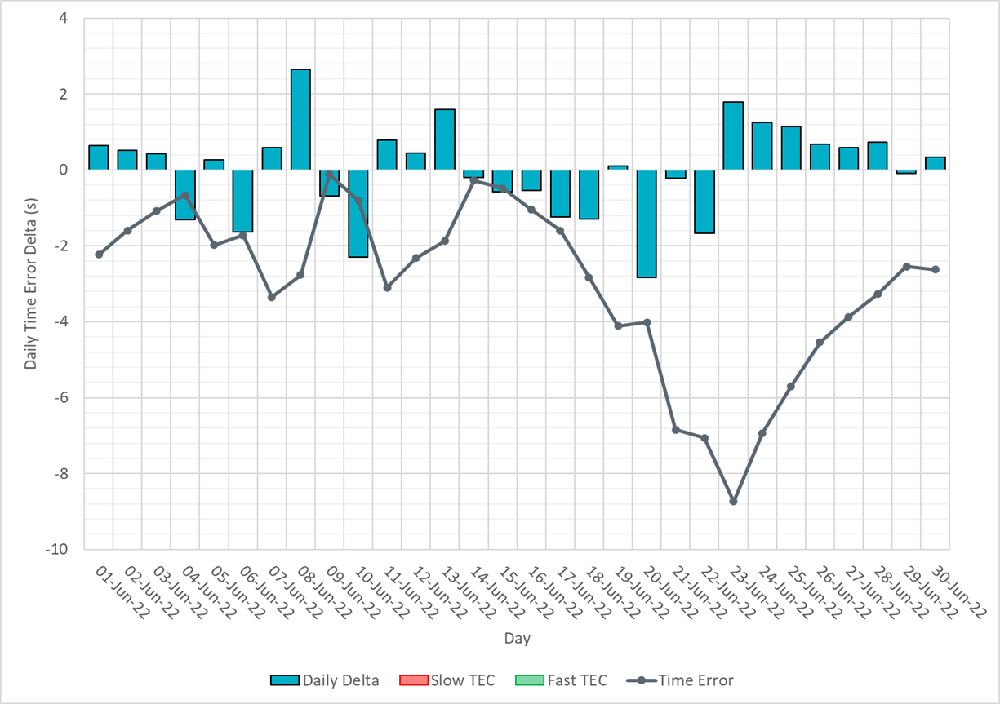 4
2
0
-2
-4
-6
-8
-10
Daily Time Error Delta (s)
01-Jun-22
02-Jun-22
03-Jun-22
04-Jun-22
05-Jun-22
06-Jun-22
07-Jun-22
08-Jun-22
09-Jun-22
10-Jun-22
11-Jun-22
12-Jun-22
13-Jun-22
14-Jun-22
15-Jun-22
16-Jun-22
17-Jun-22
18-Jun-22
19-Jun-22
20-Jun-22
21-Jun-22
22-Jun-22
23-Jun-22
24-Jun-22
25-Jun-22
26-Jun-22
27-Jun-22
28-Jun-22
29-Jun-22
30-Jun-22
Day
Daily Delta Slow TEC Fast TEC Time Error